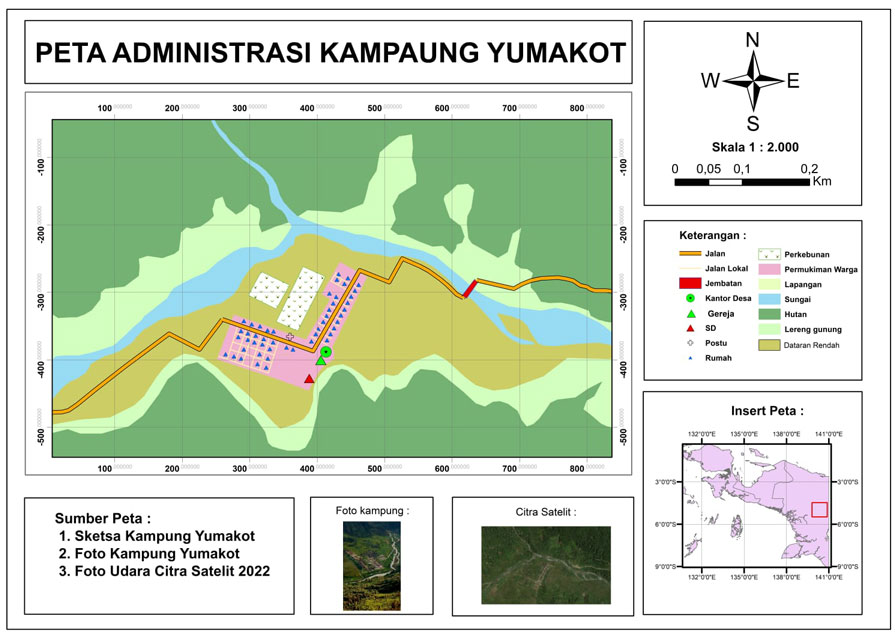 PETA ADMINISTRASI KAMPAUNG YUMAKOT
N
W E
S
Skala 1 : 2.000
0 0,05 0,1 0,2
Km
100 200 300 400 500 600 700 800
-100 -100
-200 -200
-300 -300
-400 -400
-500 -500
100 200 300 400 500 600 700 800
Keterangan :
Jalan
Jalan Lokal
Jembatan
Kantor Desa
Gereja
SD
Postu
Rumah
Perkebunan
Permukiman Warga
Lapangan
Sungai
Hutan
Lereng gunung
Dataran Rendah
Insert Peta :
132°0'0"E 135°0'0"E 138°0'0"E 141°0'0"E
3°0'0"S 3°0'0"S
6°0'0"S 6°0'0"S
9°0'0"S 9°0'0"S
132°0'0"E 135°0'0"E 138°0'0"E 141°0'0"E
Sumber Peta :
1. Sketsa Kampung Yumakot
2. Foto Kampung Yumakot
3. Foto Udara Citra Satelit 2022
Foto kampung :
Citra Satelit :